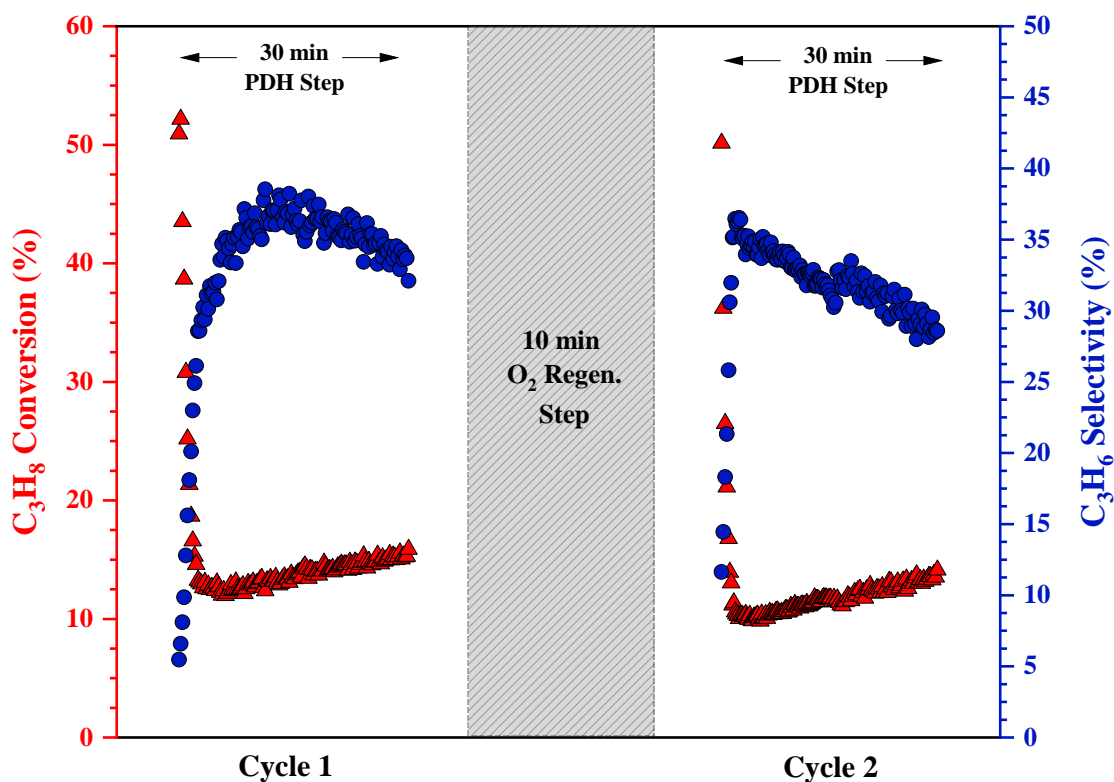 C₃H₈ Conversion (%)
60
50
40
30
20
10
0
30 min
PDH Step
10 min
O₂ Regen.
Step
30 min
PDH Step
50
45
40
35
30
25
20
15
10
5
0
C₃H₆ Selectivity (%)
Cycle 1
Cycle 2